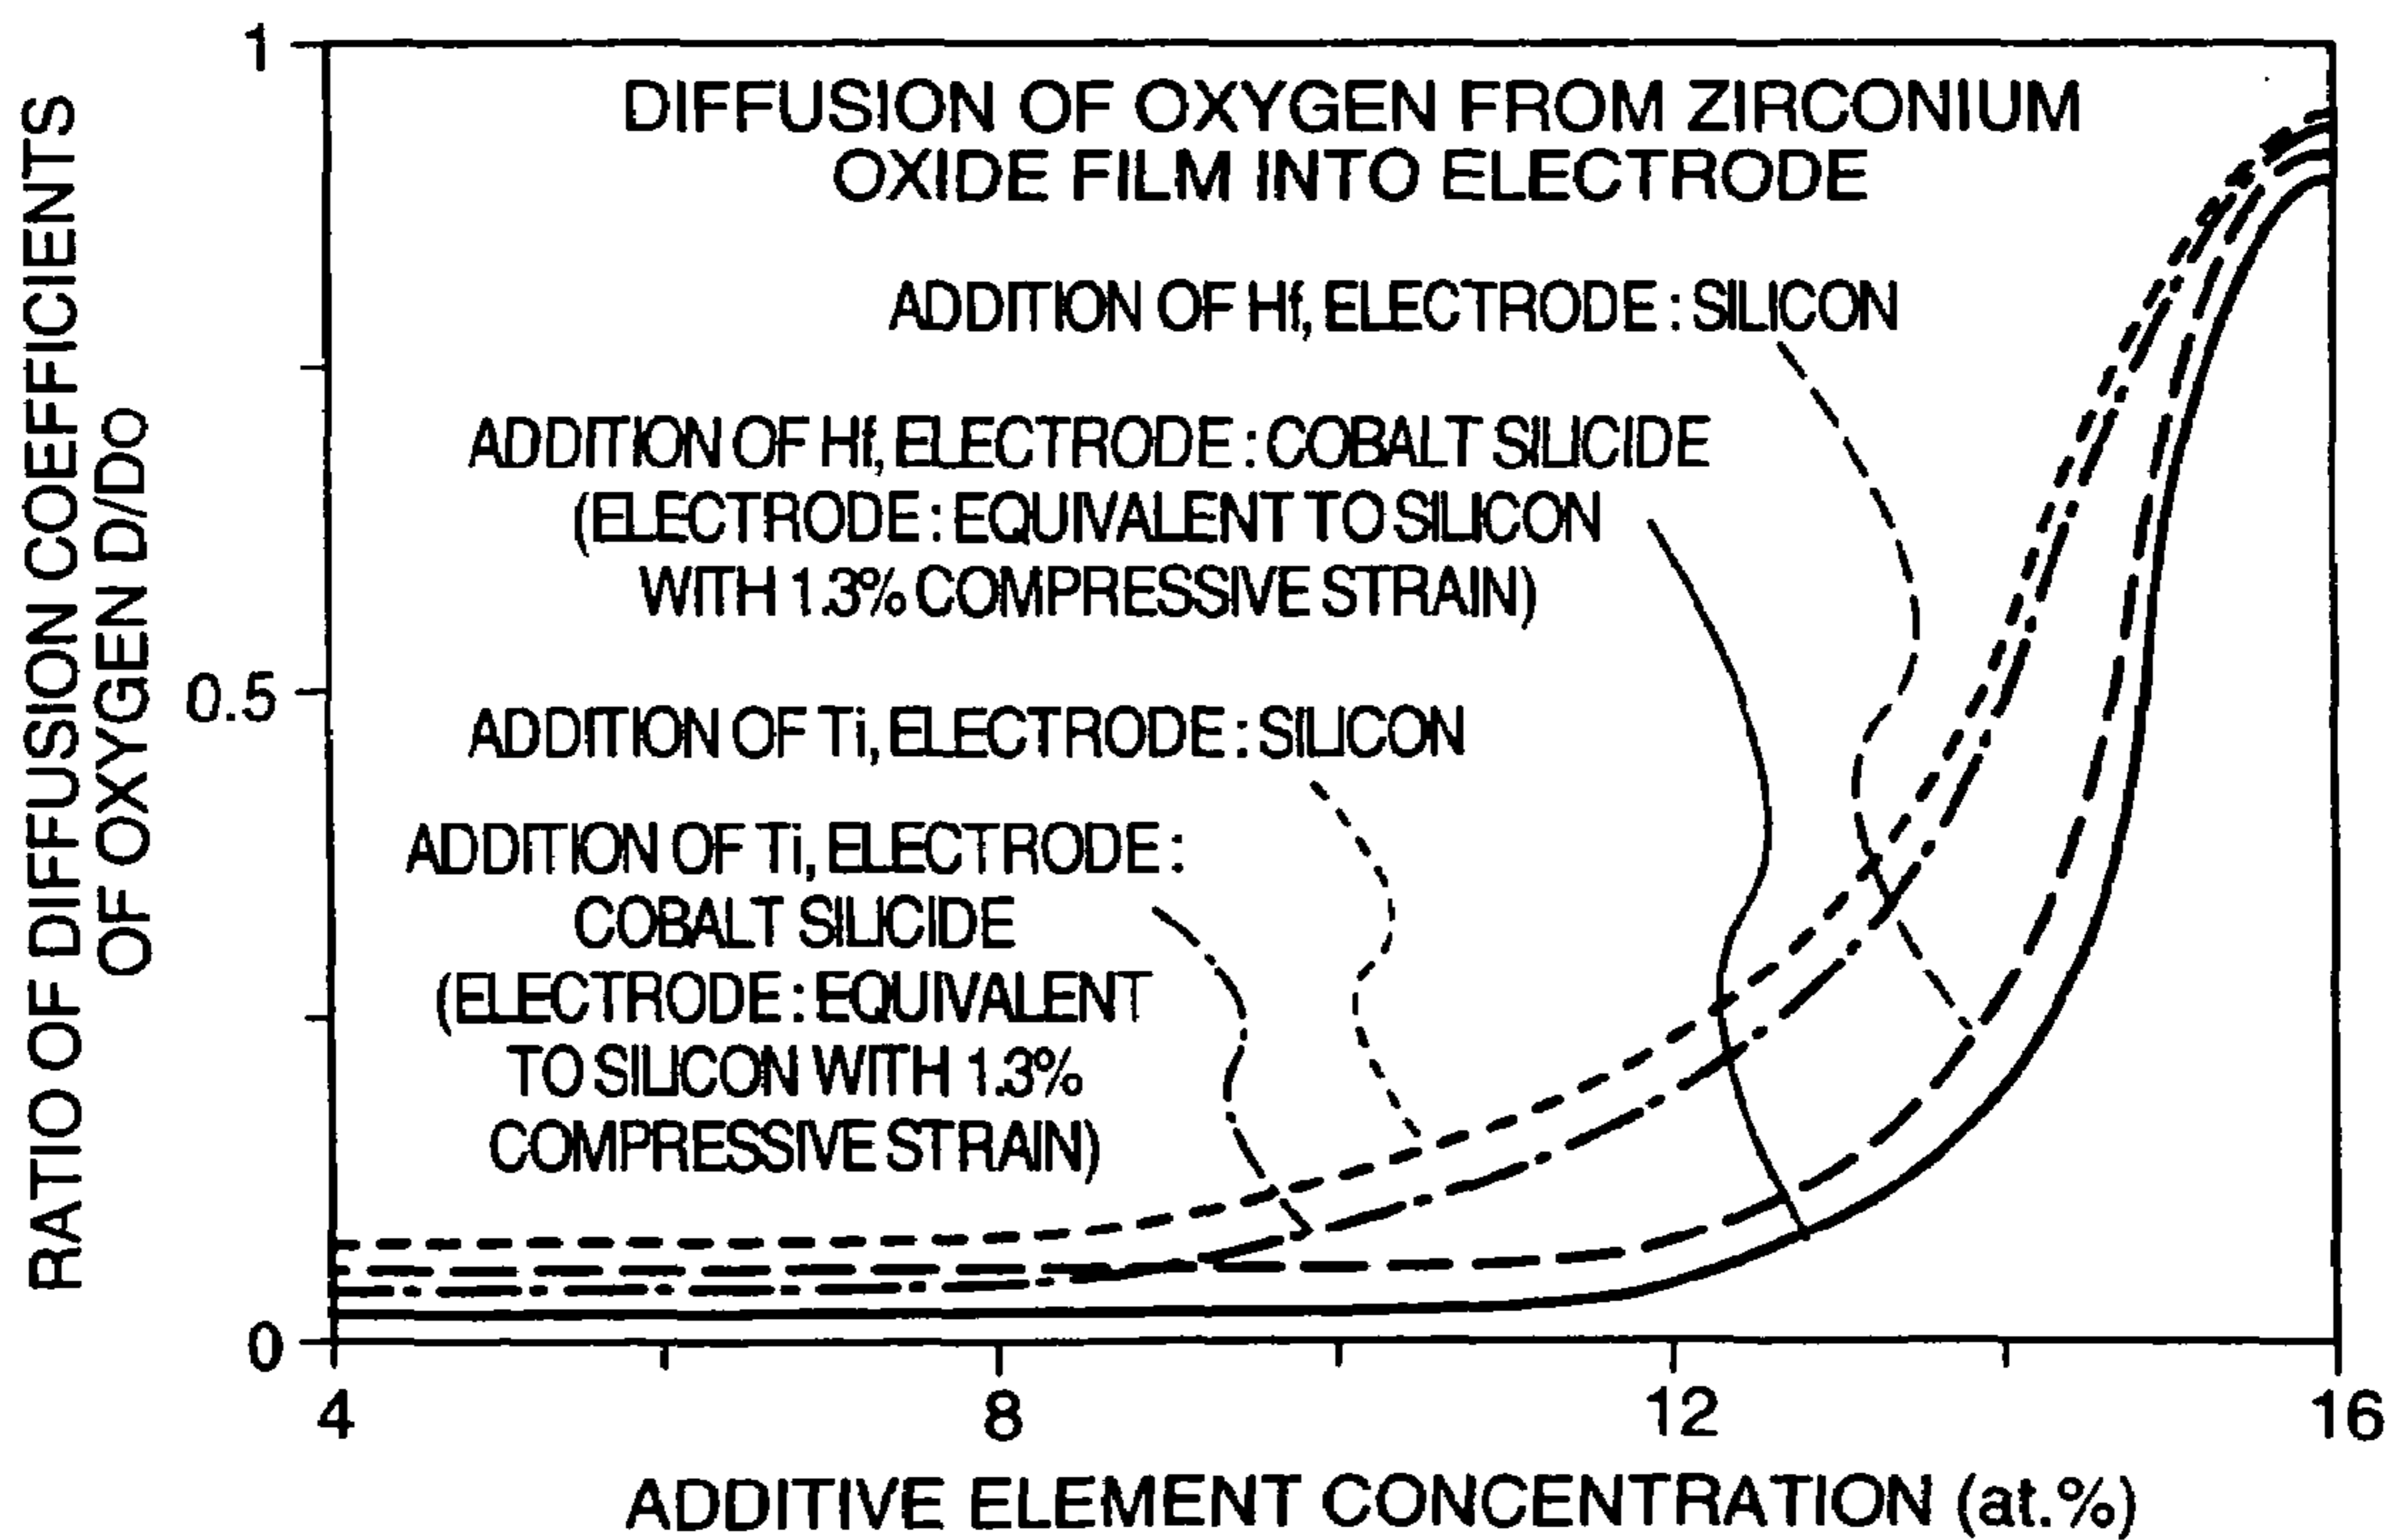 1
DIFFUSION OF OXYGEN FROM ZIRCONIUM
OXIDE FILM INTO ELECTRODE
ADDITION OF Hf, ELECTRODE : SILICON
ADDITION OF Hf, ELECTRODE : COBALT SILICIDE
(ELECTRODE : EQUIVALENT TO SILICON
WITH 1.3% COMPRESSIVE STRAIN)
0.5
ADDITION OF Ti, ELECTRODE : SILICON
ADDITION OF Ti, ELECTRODE :
COBALT SILICIDE
(ELECTRODE : EQUIVALENT
TO SILICON WITH 1.3%
COMPRESSIVE STRAIN)
0
RATIO OF DIFFUSION COEFFICIENTS
OF OXYGEN D/DO
4 8 12 16
ADDITIVE ELEMENT CONCENTRATION (at.%)